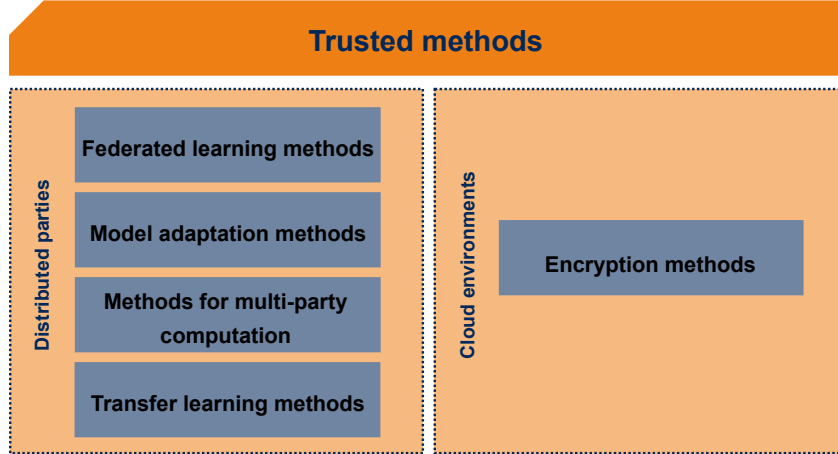 Trusted methods
Distributed parties
Federated learning methods
Model adaptation methods
Methods for multi-party
computation
Transfer learning methods
Cloud environments
Encryption methods